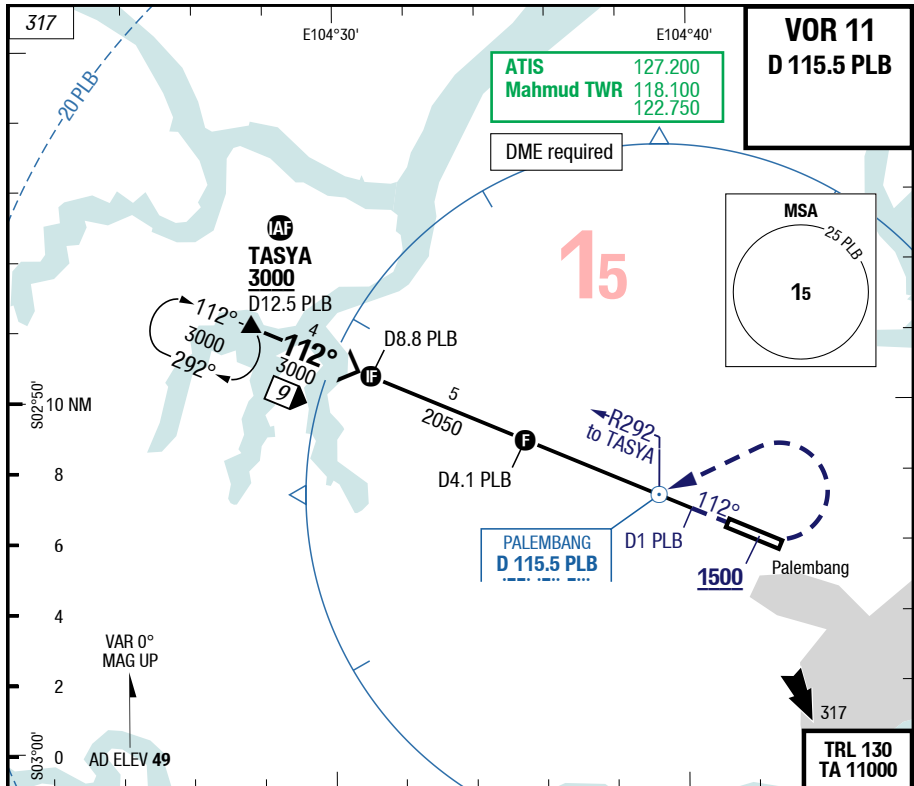 317
E104°30'
E104°40'
VOR 11
D 115.5 PLB
20 PLB
ATIS 127.200
Mahmud TWR 118.100
122.750
DME required
MSA
25 PLB
15
15
IAF
TASYA
3000
D12.5 PLB
112°
3000
292°
4
112°
3000
9
D8.8 PLB
IF
5
2050
F
D4.1 PLB
R292
to TASYA
112°
D1 PLB
PALEMBANG
D 115.5 PLB
1500
Palembang
S02°50'
10 NM
8
6
4
2
0
S03°00'
VAR 0°
MAG UP
AD ELEV 49
317
TRL 130
TA 11000